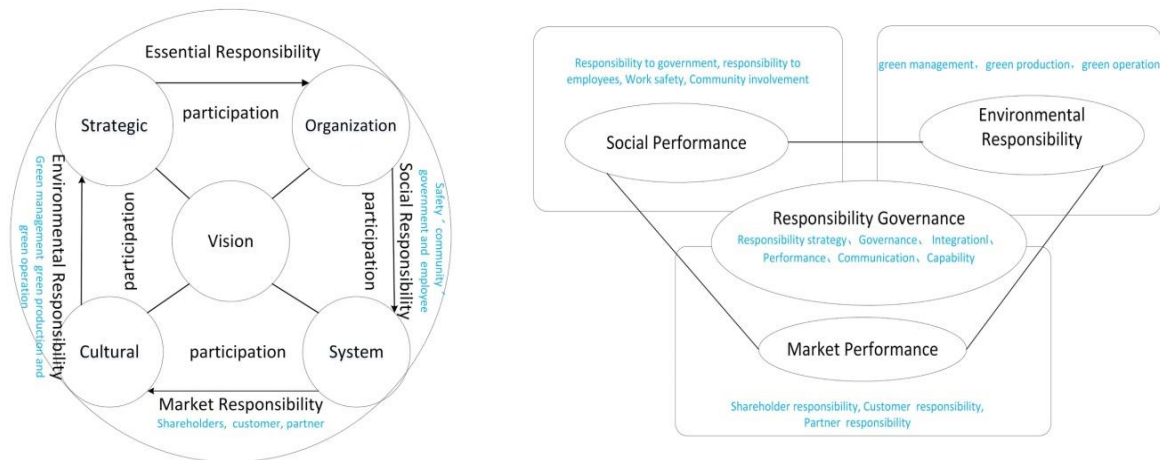 Essential Responsibility
Strategic
participation
Organization
Environmental Responsibility
Green management green production and
green operation
participation
Vision
participation
Social Responsibility
Safety、community、
government and employee
Cultural
participation
System
Market Responsibility
Shareholders, customer, partner
Responsibility to government, responsibility to
employees, Work safety, Community involvement
green management、green production、green operation
Social Performance
Environmental
Responsibility
Responsibility Governance
Responsibility strategy、Governance、 Integrationl、
Performance、Communication、Capability
Market Performance
Shareholder responsibility, Customer responsibility,
Partner responsibility